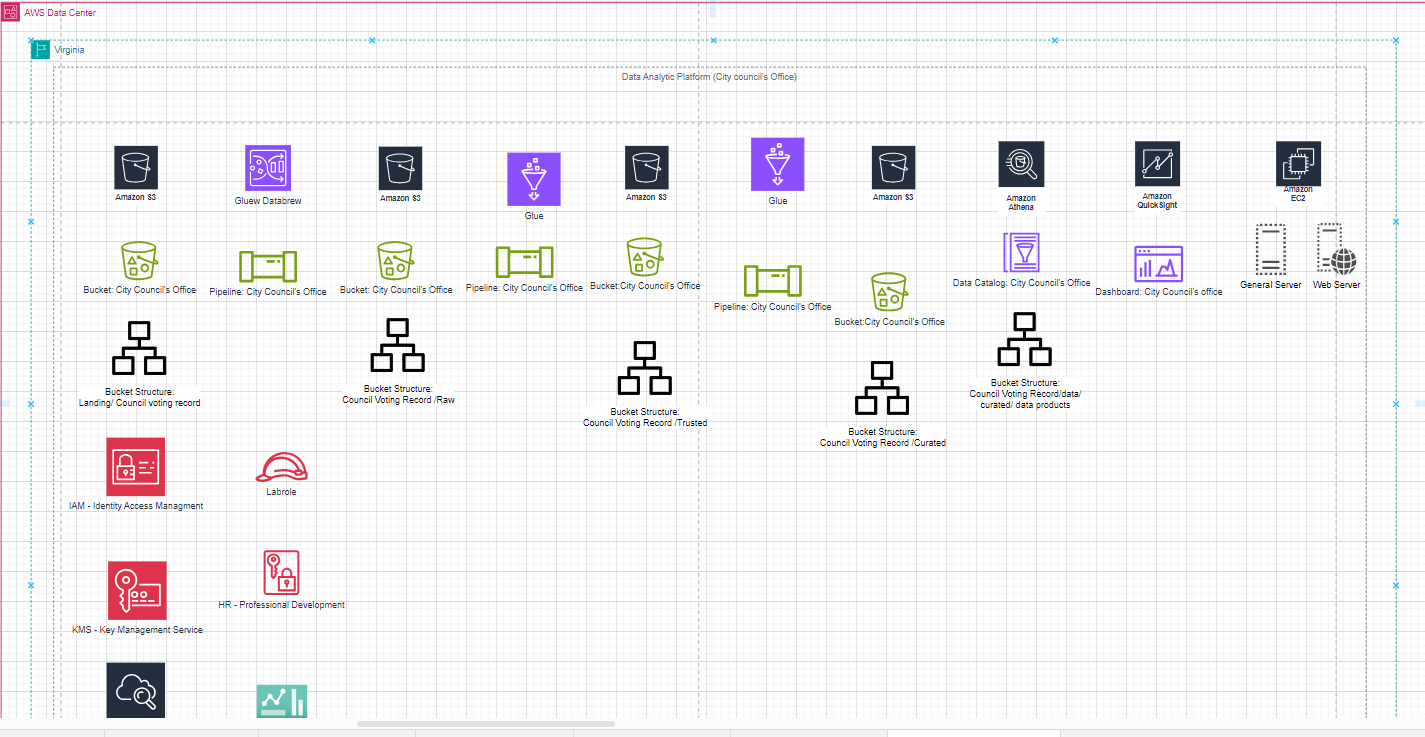 AWS Data Center
Virginia
Data Analytic Platform (City council's Office)
Amazon S3
Gluew Databrew
Amazon S3
Glue
Amazon S3
Glue
Amazon S3
Amazon
Athena
Amazon
QuickSight
Amazon
EC2
Bucket: City Council's Office
Pipeline: City Council's Office
Bucket: City Council's Office
Pipeline: City Council's Office
Bucket:City Council's Office
Pipeline: City Council's Office
Bucket:City Council's Office
Data Catalog: City Council's Office
Dashboard: City Council's office
General Server
Web Server
Bucket Structure:
Landing/ Council voting record
Bucket Structure:
Council Voting Record /Raw
Bucket Structure:
Council Voting Record /Trusted
Bucket Structure:
Council Voting Record /Curated
Bucket Structure:
Council Voting Record/data/
curated/ data products
IAM - Identity Access Managment
Labrole
KMS - Key Management Service
HR - Professional Development